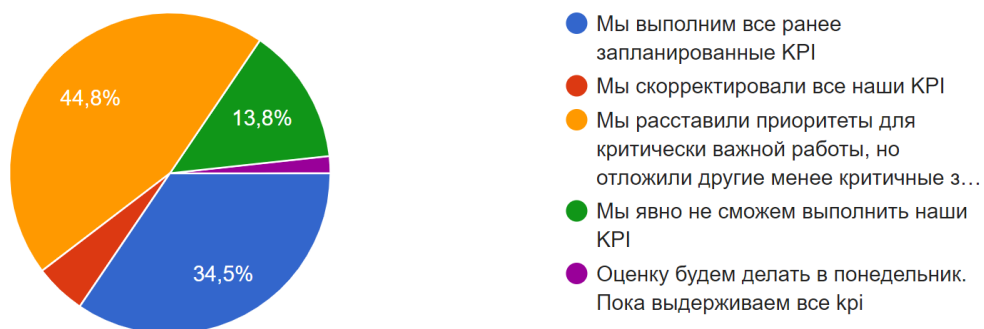 44,8%
13,8%
34,5%
Мы выполним все ранее
запланированные KPI
Мы скорректировали все наши KPI
Мы расставили приоритеты для
критически важной работы, но
отложили другие менее критичные з…
Мы явно не сможем выполнить наши
KPI
Оценку будем делать в понедельник.
Пока выдерживаем все kpi